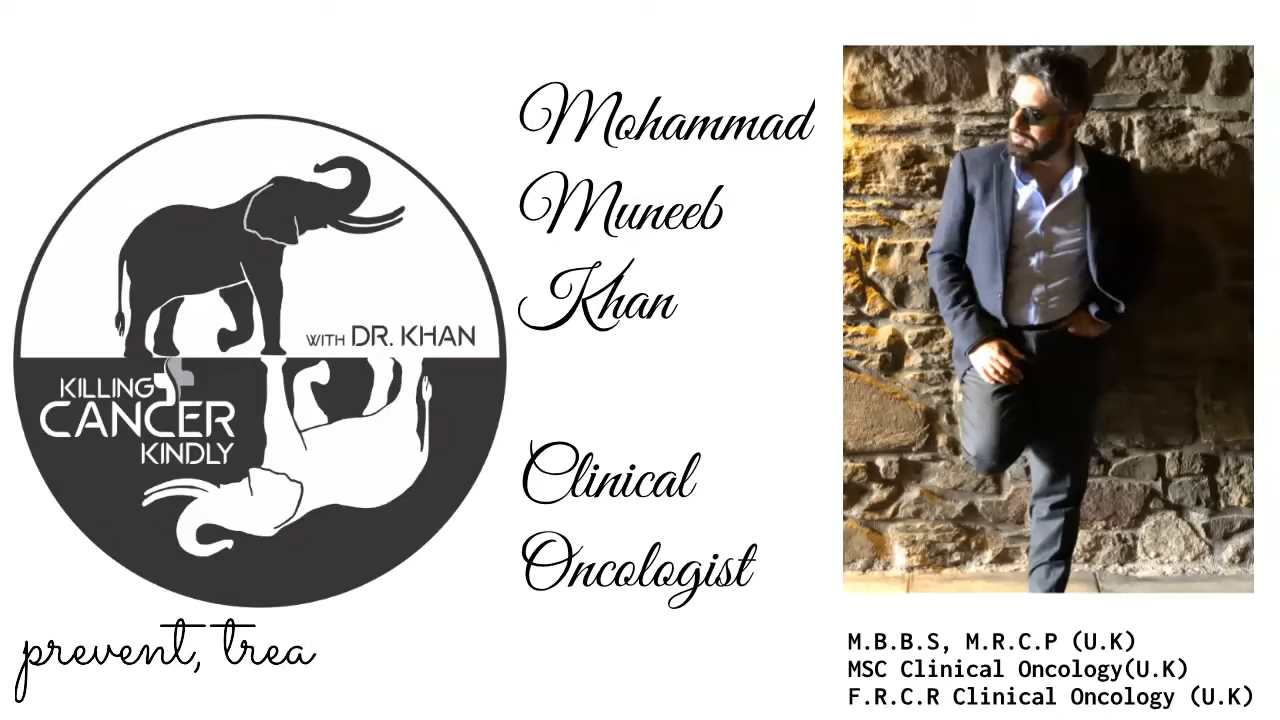 WITH DR. KHAN
KILLING
CANCER
KINDLY
prevent, trea
Mohammad
Muneeb
Khan
Clinical
Oncologist
M.B.B.S, M.R.C.P (U.K)
MSC Clinical Oncology(U.K)
F.R.C.R Clinical Oncology (U.K)